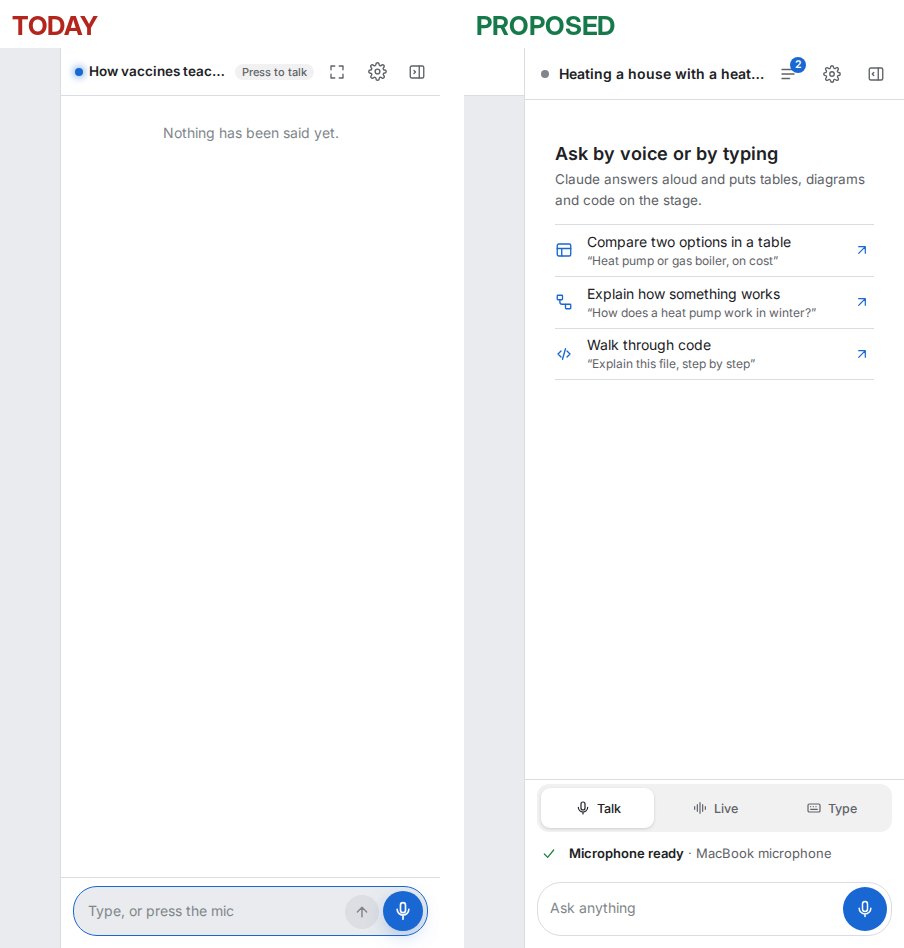 TODAY
How vaccines teac...
Press to talk
Nothing has been said yet.
Type, or press the mic
PROPOSED
Heating a house with a heat...
2
Ask by voice or by typing
Claude answers aloud and puts tables, diagrams
and code on the stage.
Compare two options in a table
“Heat pump or gas boiler, on cost”
Explain how something works
“How does a heat pump work in winter?”
Walk through code
“Explain this file, step by step”
Talk
Live
Type
Microphone ready · MacBook microphone
Ask anything